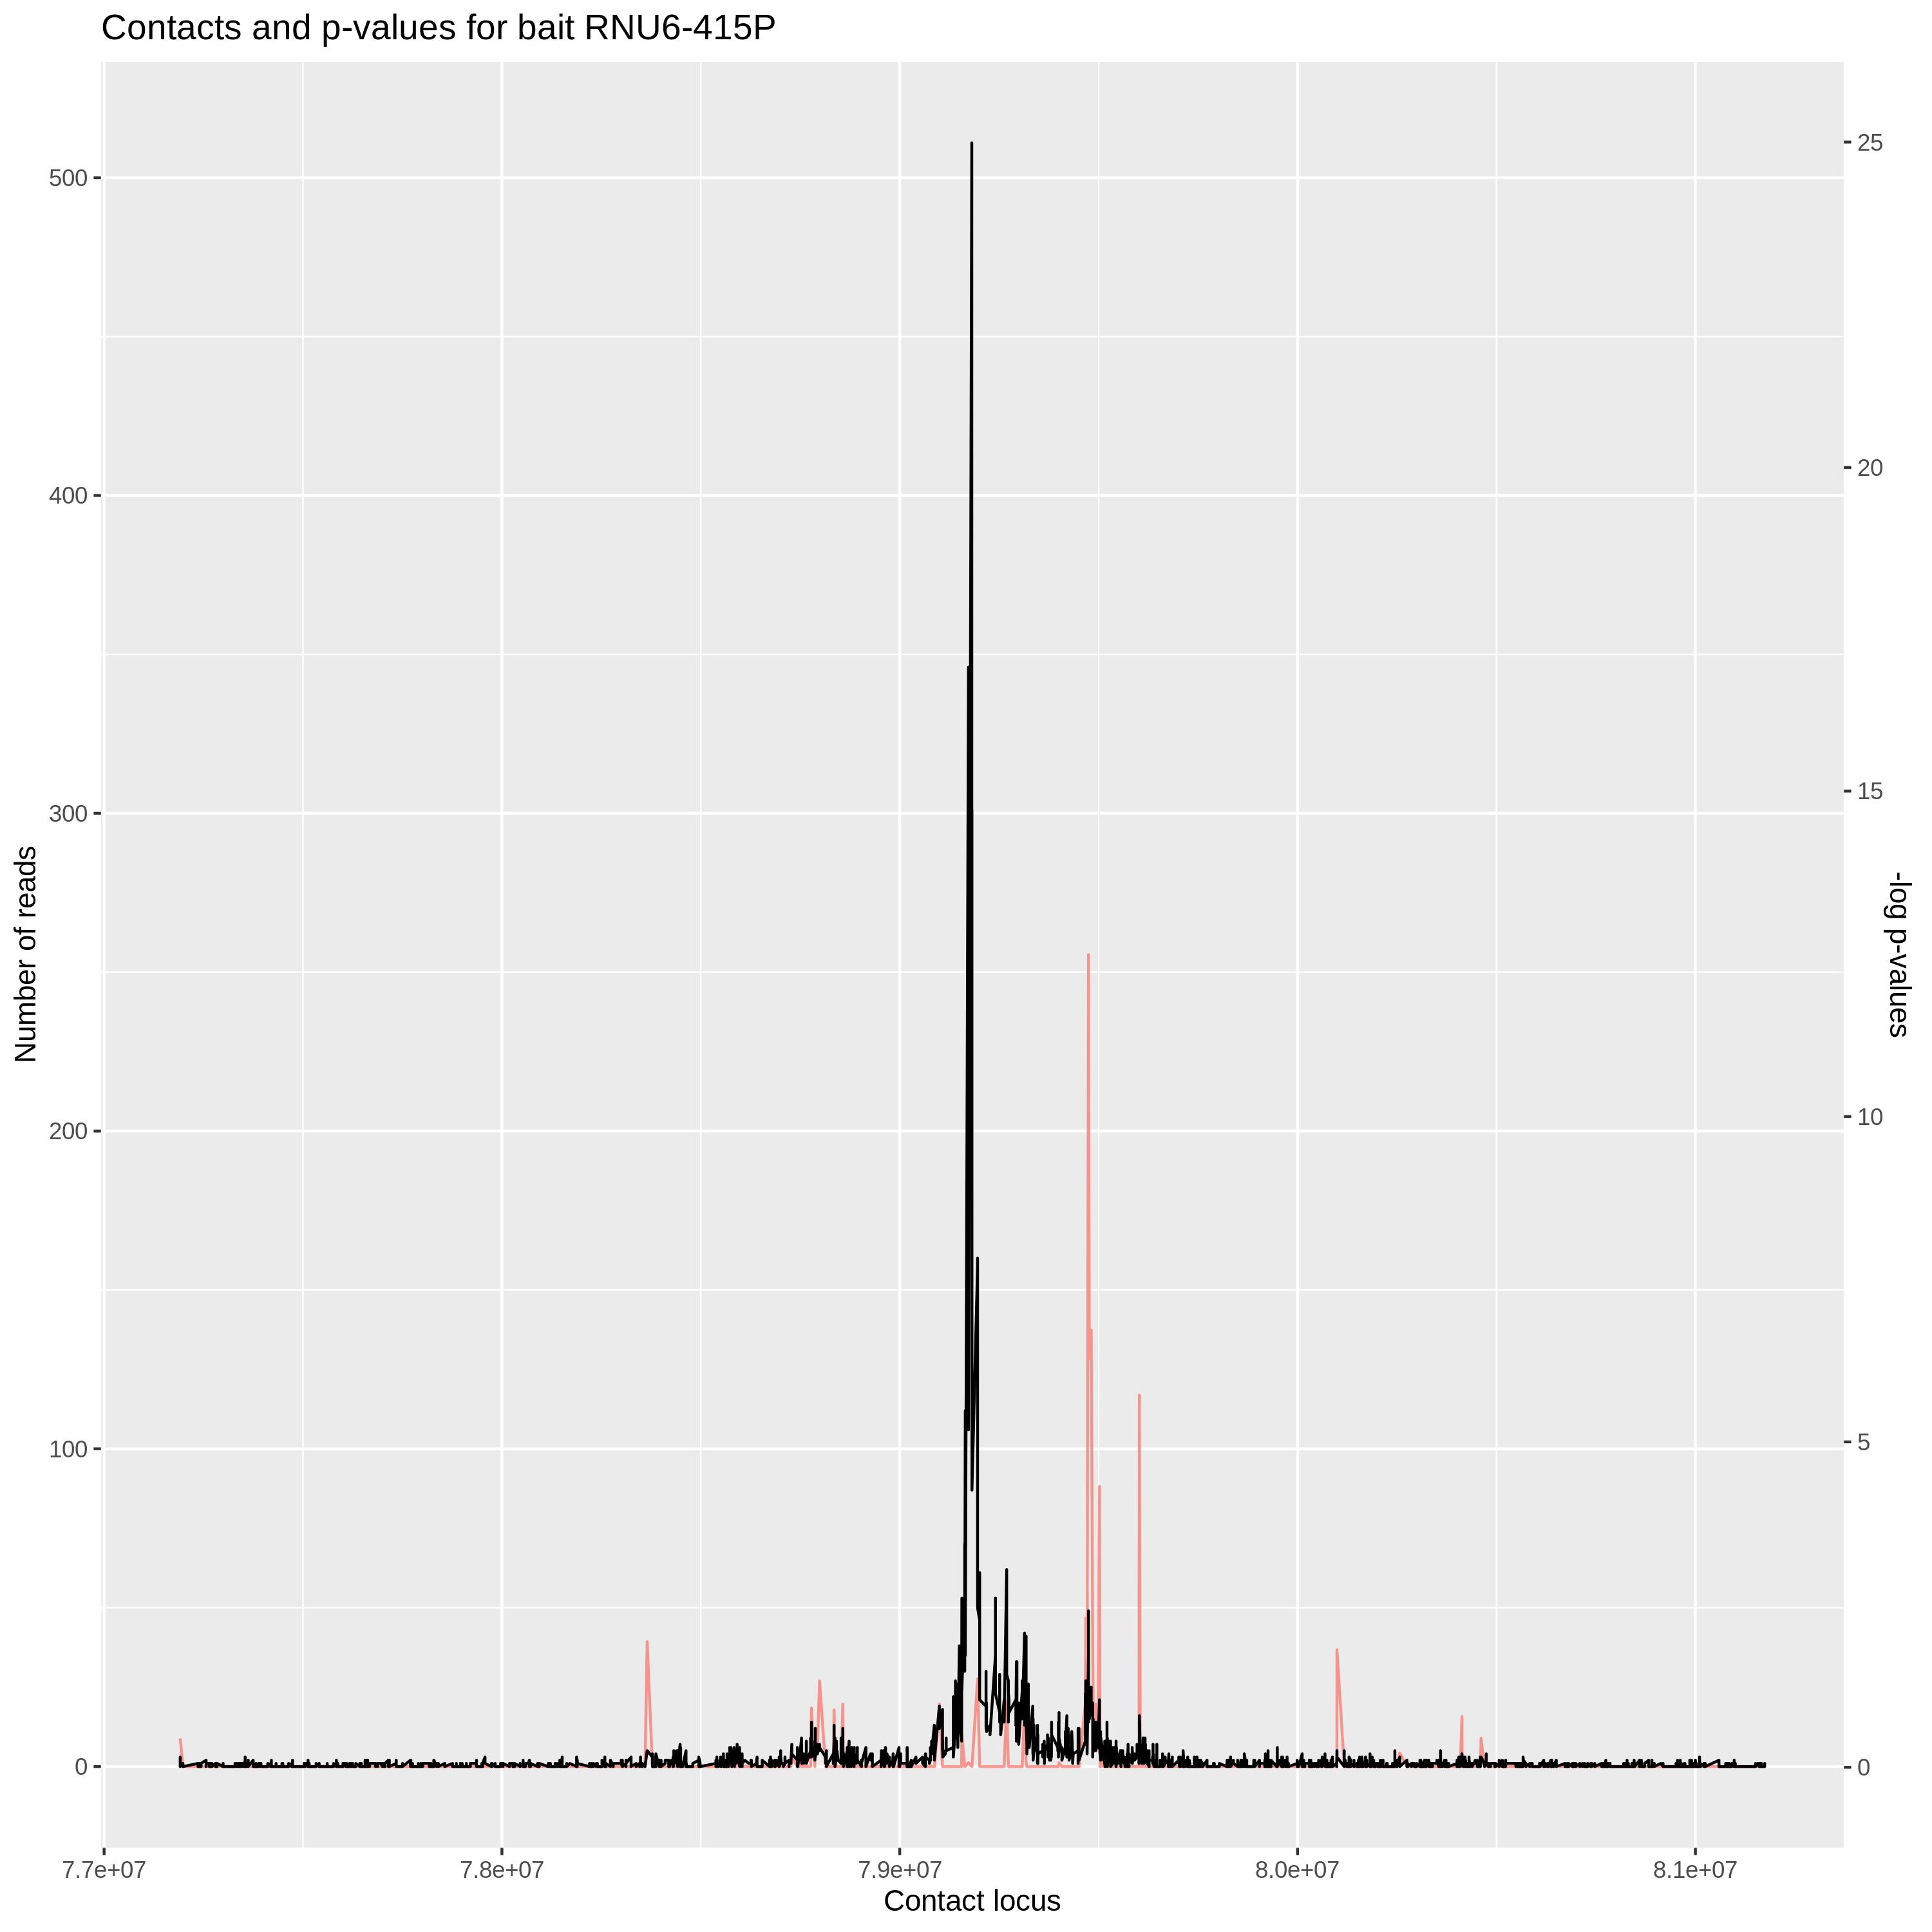 Contacts and p-values for bait RNU6-415P
500
400
300
200
100
0
Number of reads
25
20
15
10
5
0
-log p-values
7.7e+07
7.8e+07
7.9e+07
8.0e+07
8.1e+07
Contact locus